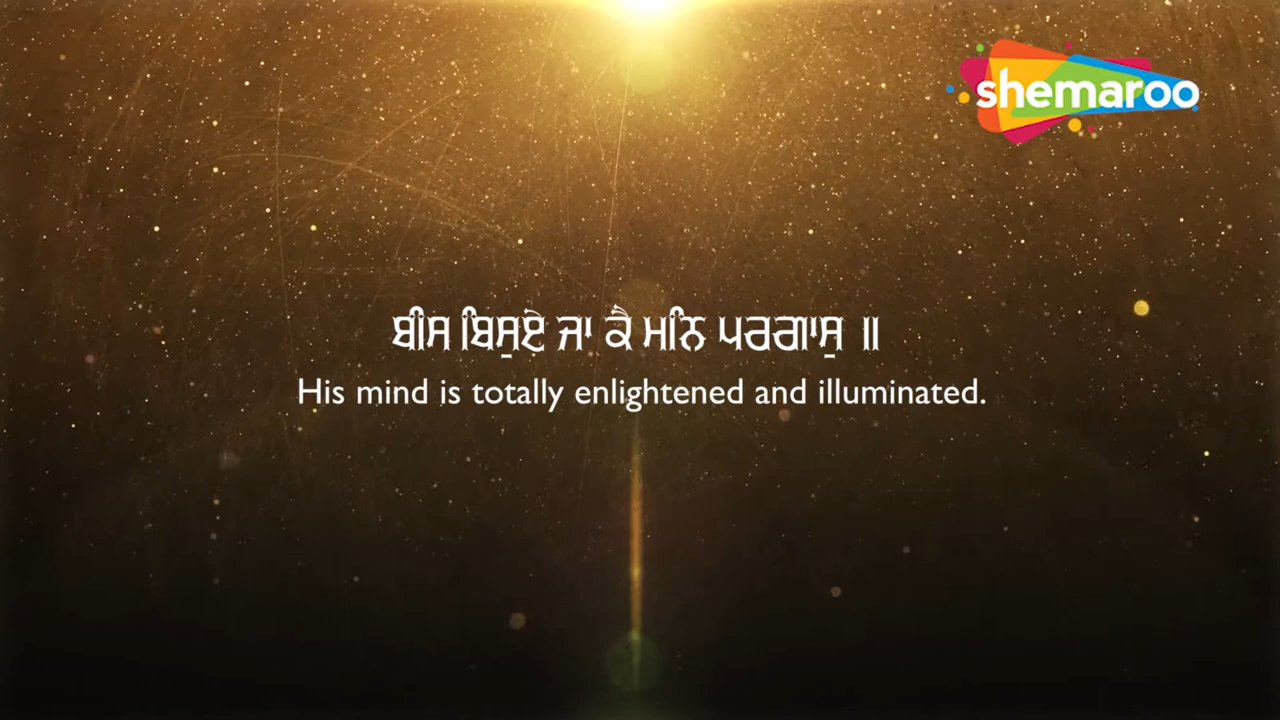 shemaroo
ਬੀਸ ਬਿਸੁਏ ਜਾ ਕੈ ਮਨਿ ਪਰਗਾਸੁ ॥
His mind is totally enlightened and illuminated.